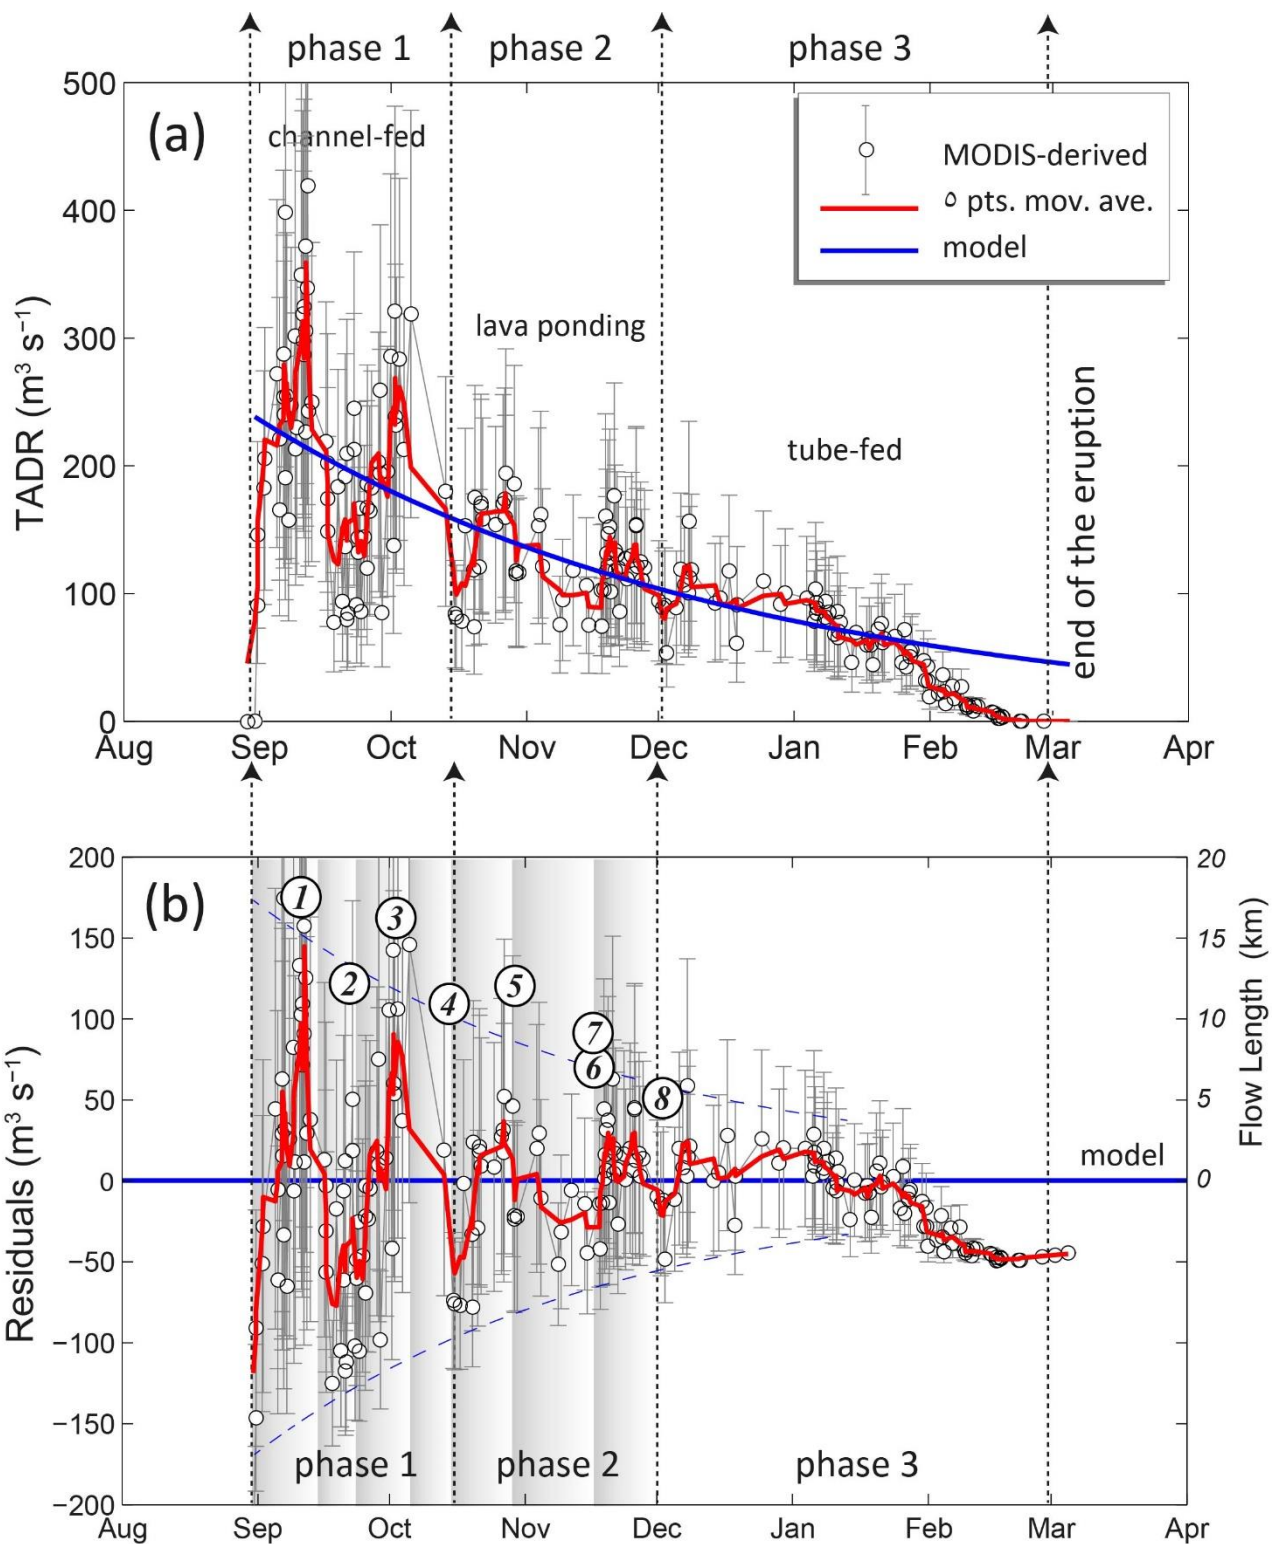 phase 1 phase 2 phase 3
(a)
channel-fed
lava ponding
tube-fed
end of the eruption
MODIS-derived
pts. mov. ave.
model
TADR (m³ s⁻¹)
500
400
300
200
100
0
Aug Sep Oct Nov Dec Jan Feb Mar Apr
(b)
Residuals (m³ s⁻¹)
200
150
100
50
0
−50
−100
−150
−200
1
2
3
4
5
7
6
8
model
20
15
10
5
0
Flow Length (km)
phase 1 phase 2 phase 3
Aug Sep Oct Nov Dec Jan Feb Mar Apr